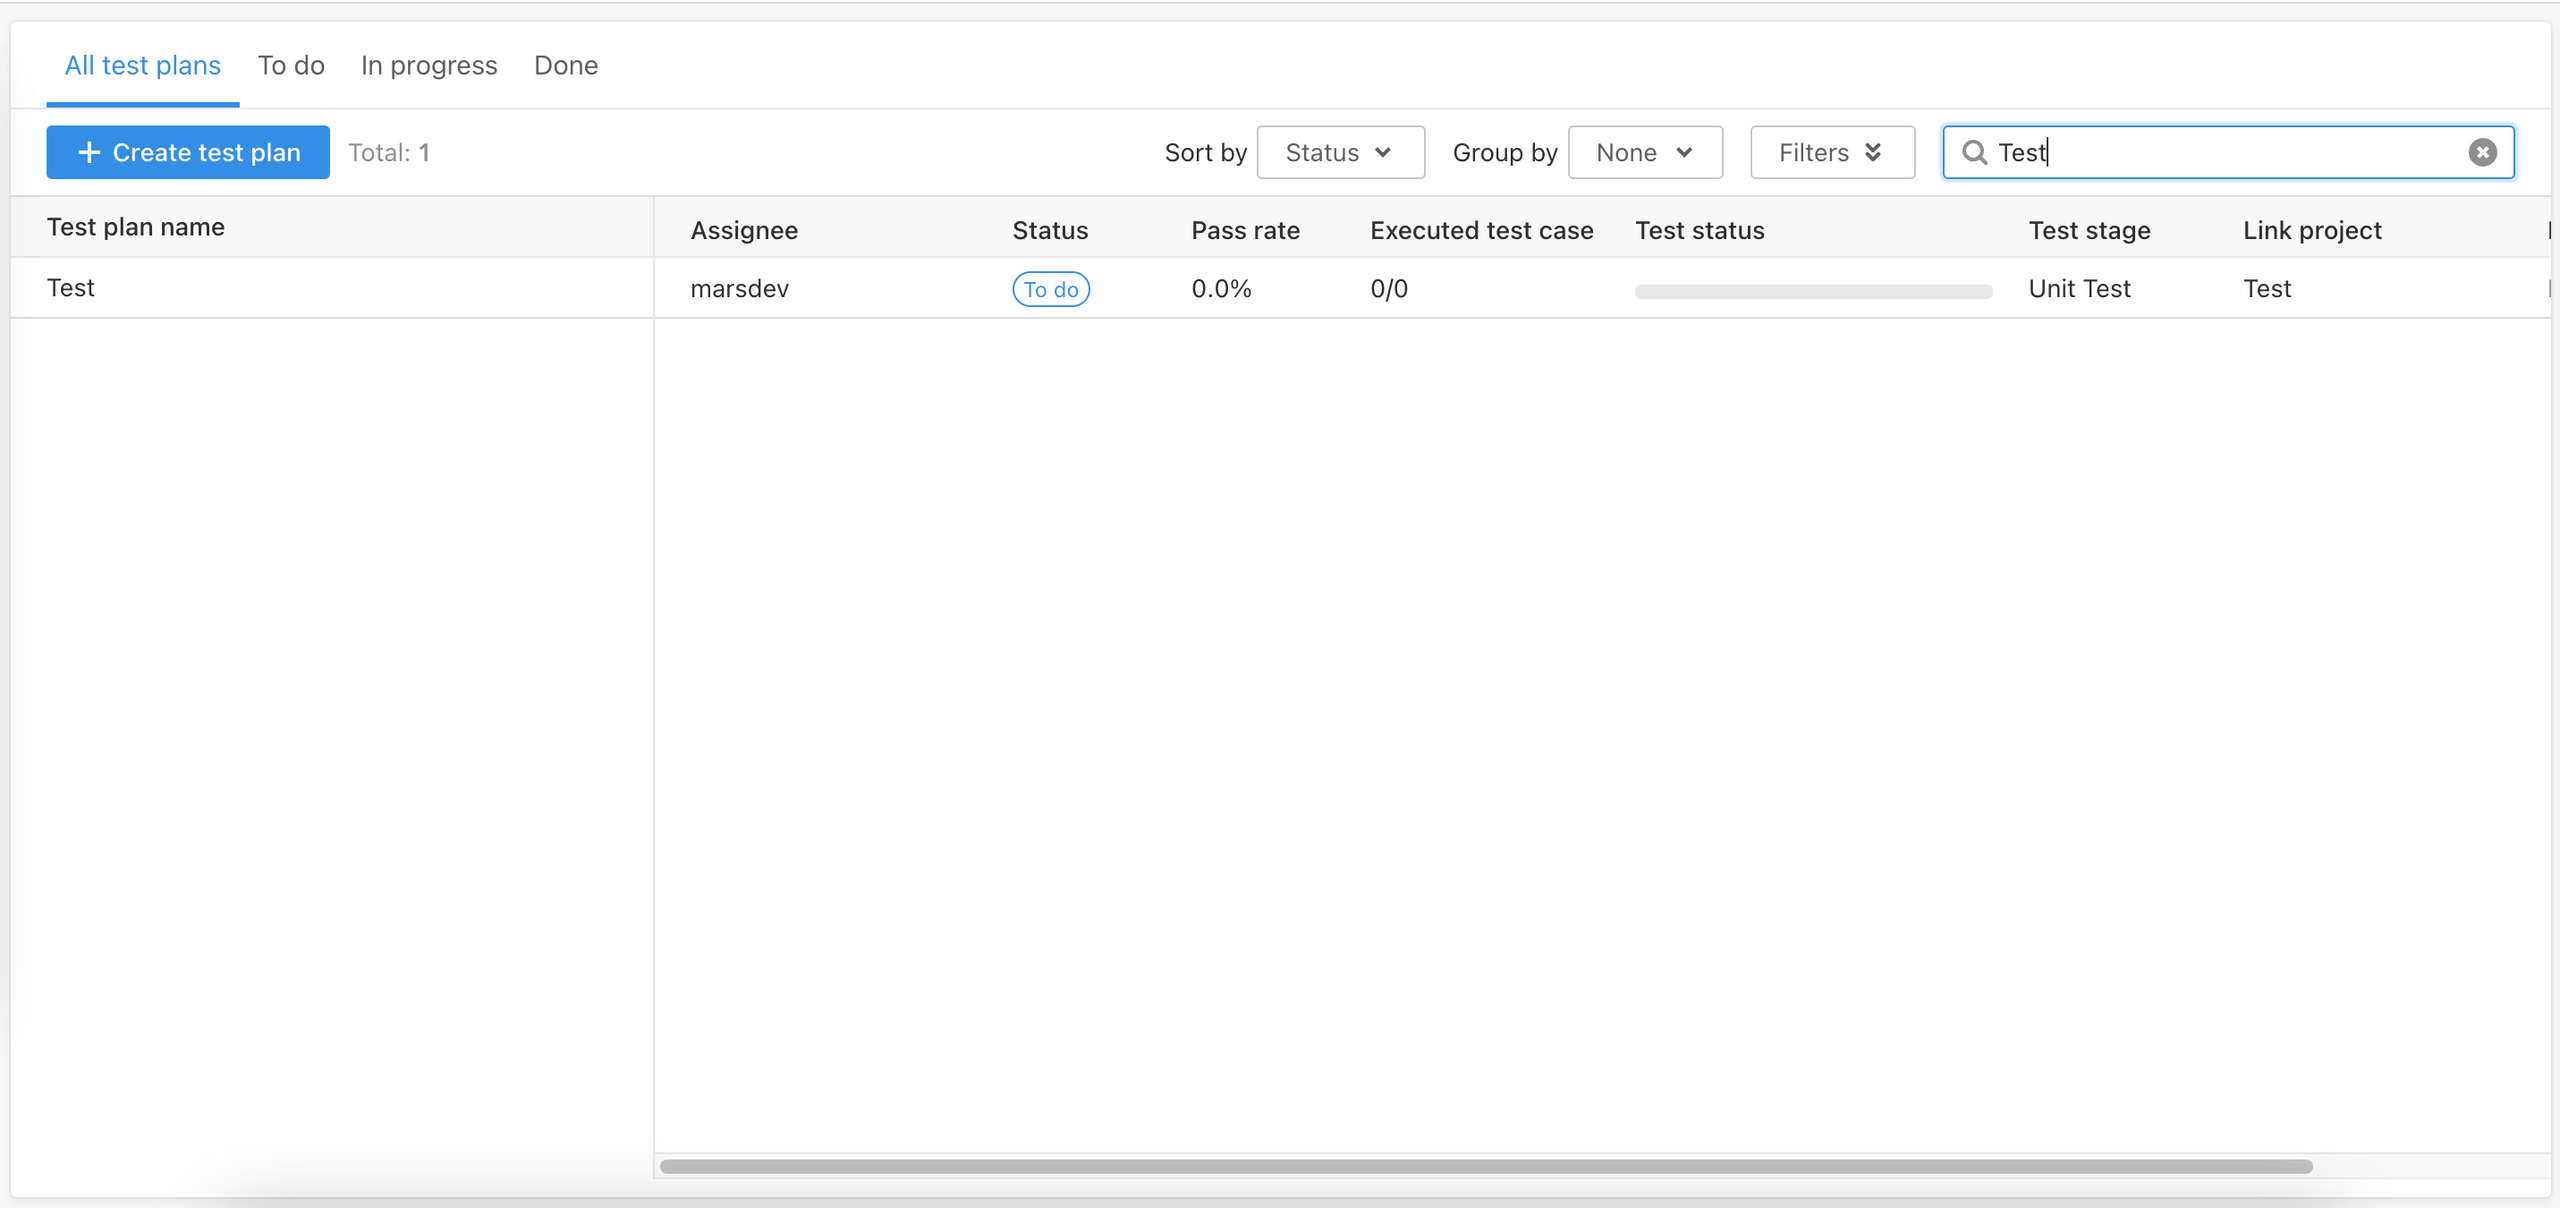 All test plans To do In progress Done
Create test plan Total: 1 Sort by Status Group by None Filters Test
Test plan name Assignee Status Pass rate Executed test case Test status Test stage Link project
Test marsdev To do 0.0% 0/0 Unit Test Test